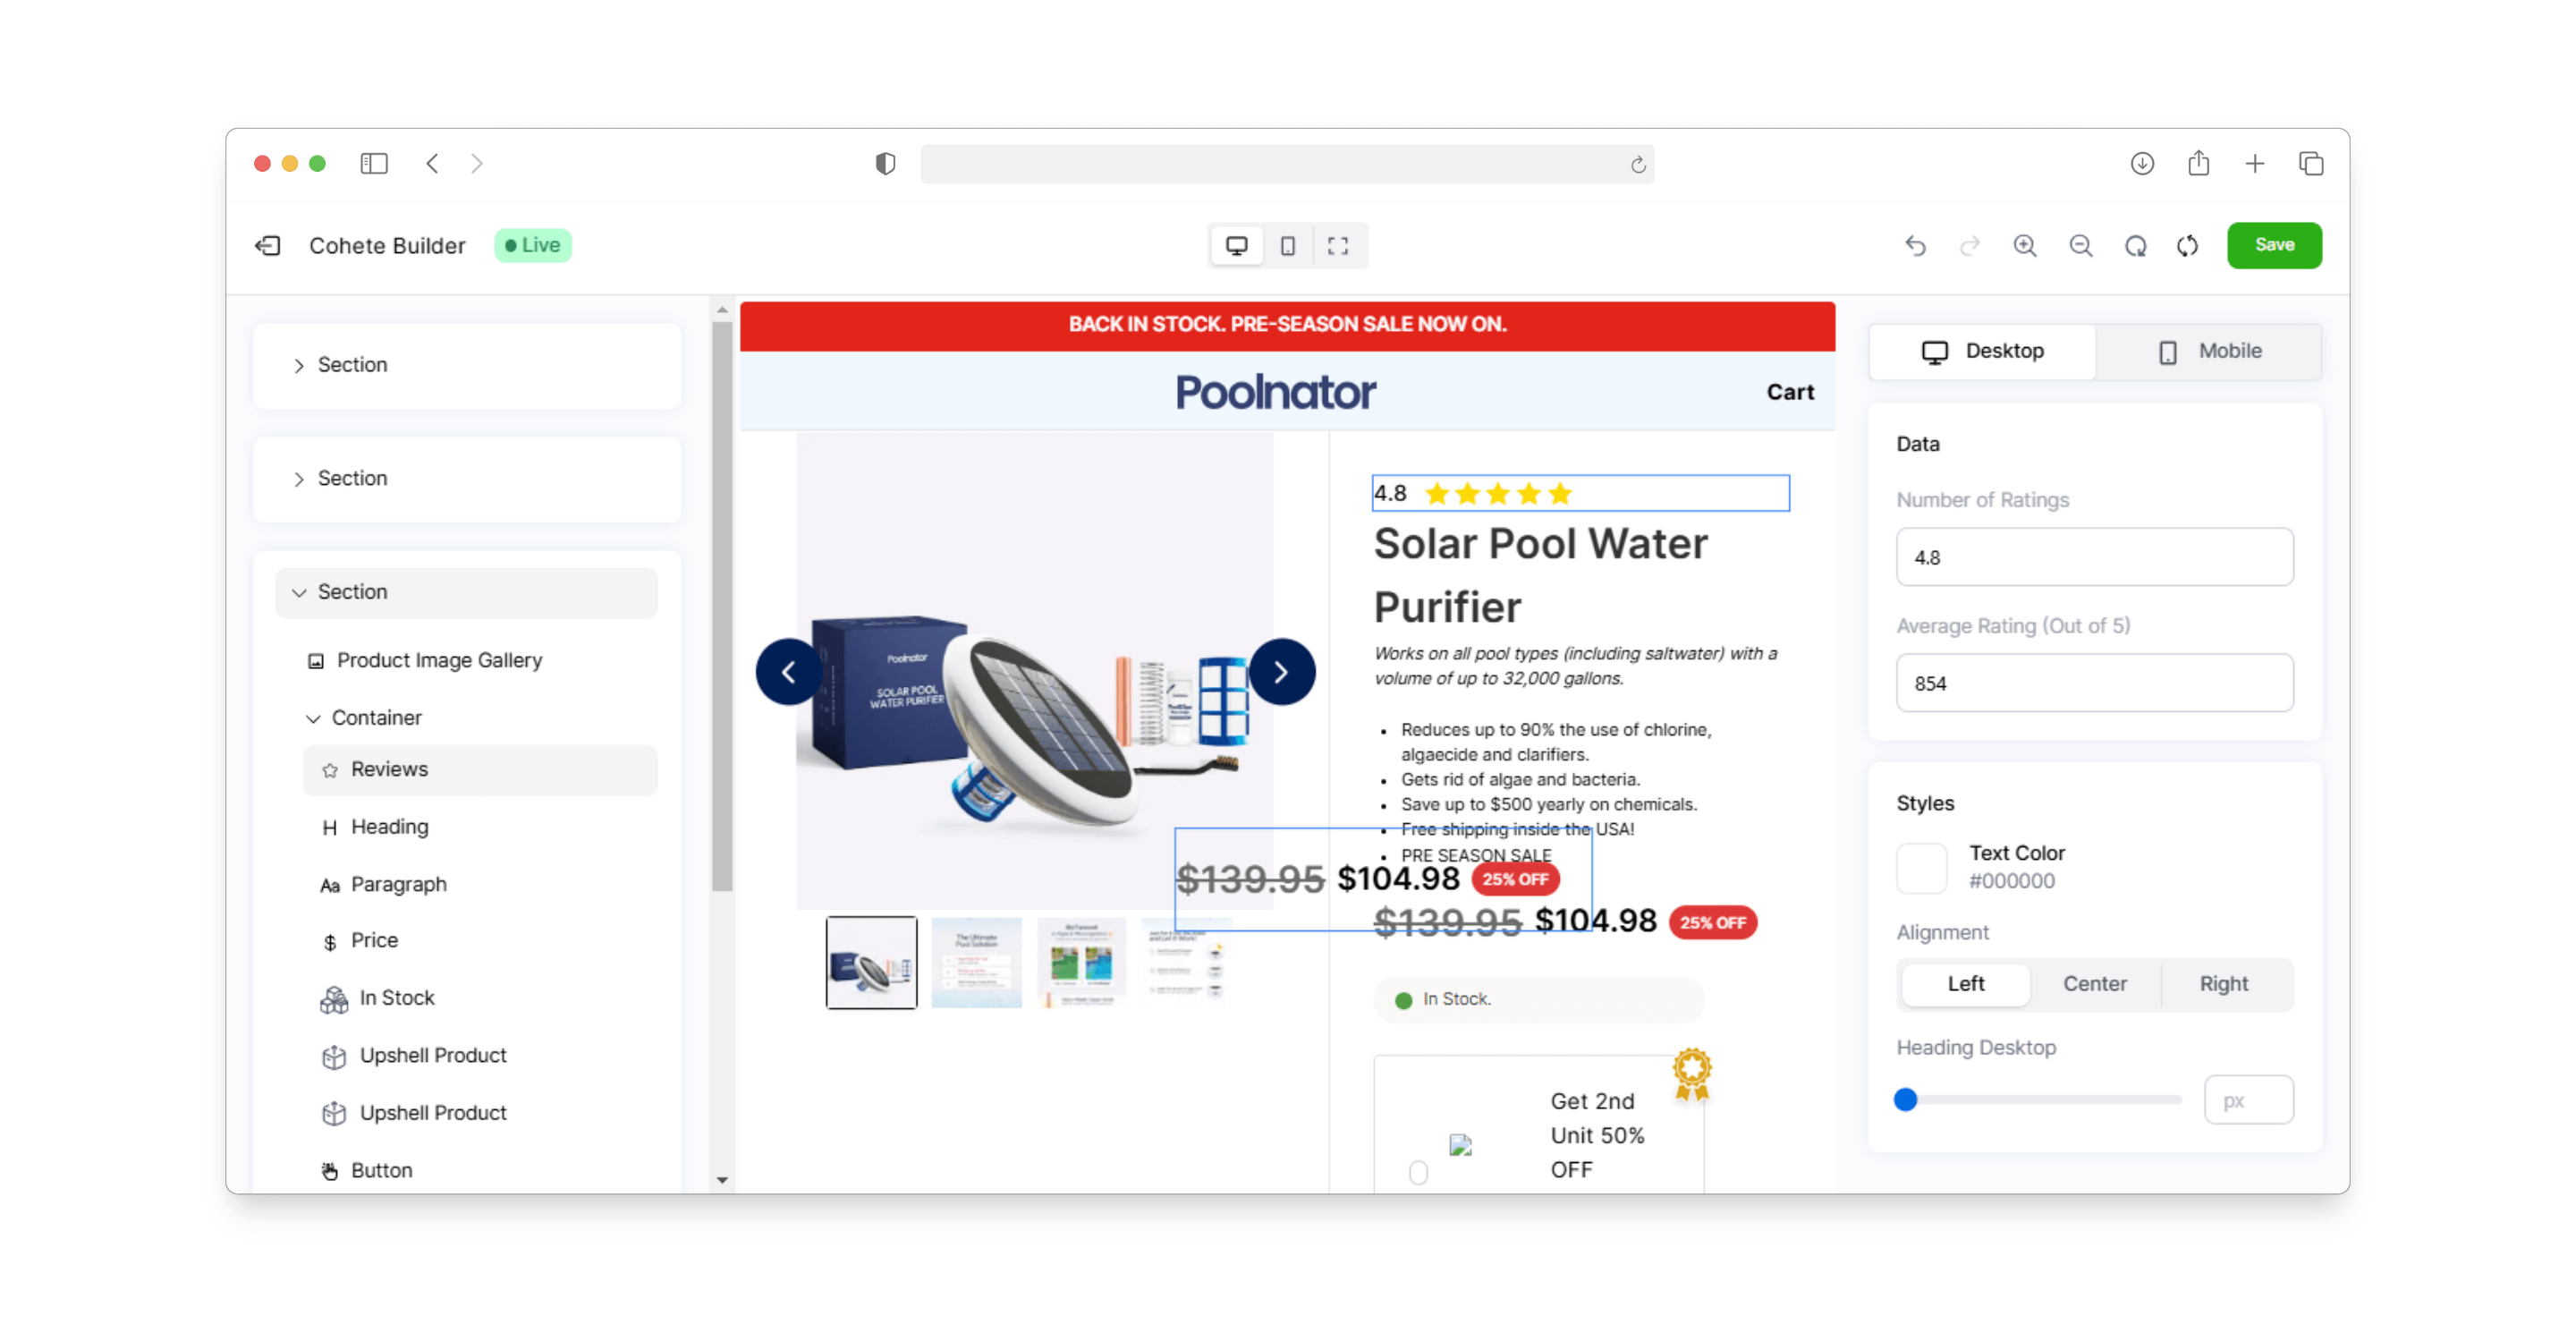 Cohete Builder
Live
Save
Section
Section
Section
Product Image Gallery
Container
Reviews
H Heading
Aa Paragraph
$ Price
In Stock
Upshell Product
Upshell Product
Button
BACK IN STOCK. PRE-SEASON SALE NOW ON.
Poolnator
Cart
Poolnator
SOLAR POOL
WATER PURIFIER
4.8
Solar Pool Water
Purifier
Works on all pool types (including saltwater) with a
volume of up to 32,000 gallons.
Reduces up to 90% the use of chlorine,
algaecide and clarifiers.
Gets rid of algae and bacteria.
Save up to $500 yearly on chemicals.
Free shipping inside the USA!
PRE SEASON SALE
$139.95 $104.98 25% OFF
$139.95 $104.98 25% OFF
The Ultimate
Pool Solution
In Stock.
Get 2nd
Unit 50%
OFF
Desktop
Mobile
Data
Number of Ratings
4.8
Average Rating (Out of 5)
854
Styles
Text Color
#000000
Alignment
Left
Center
Right
Heading Desktop
px